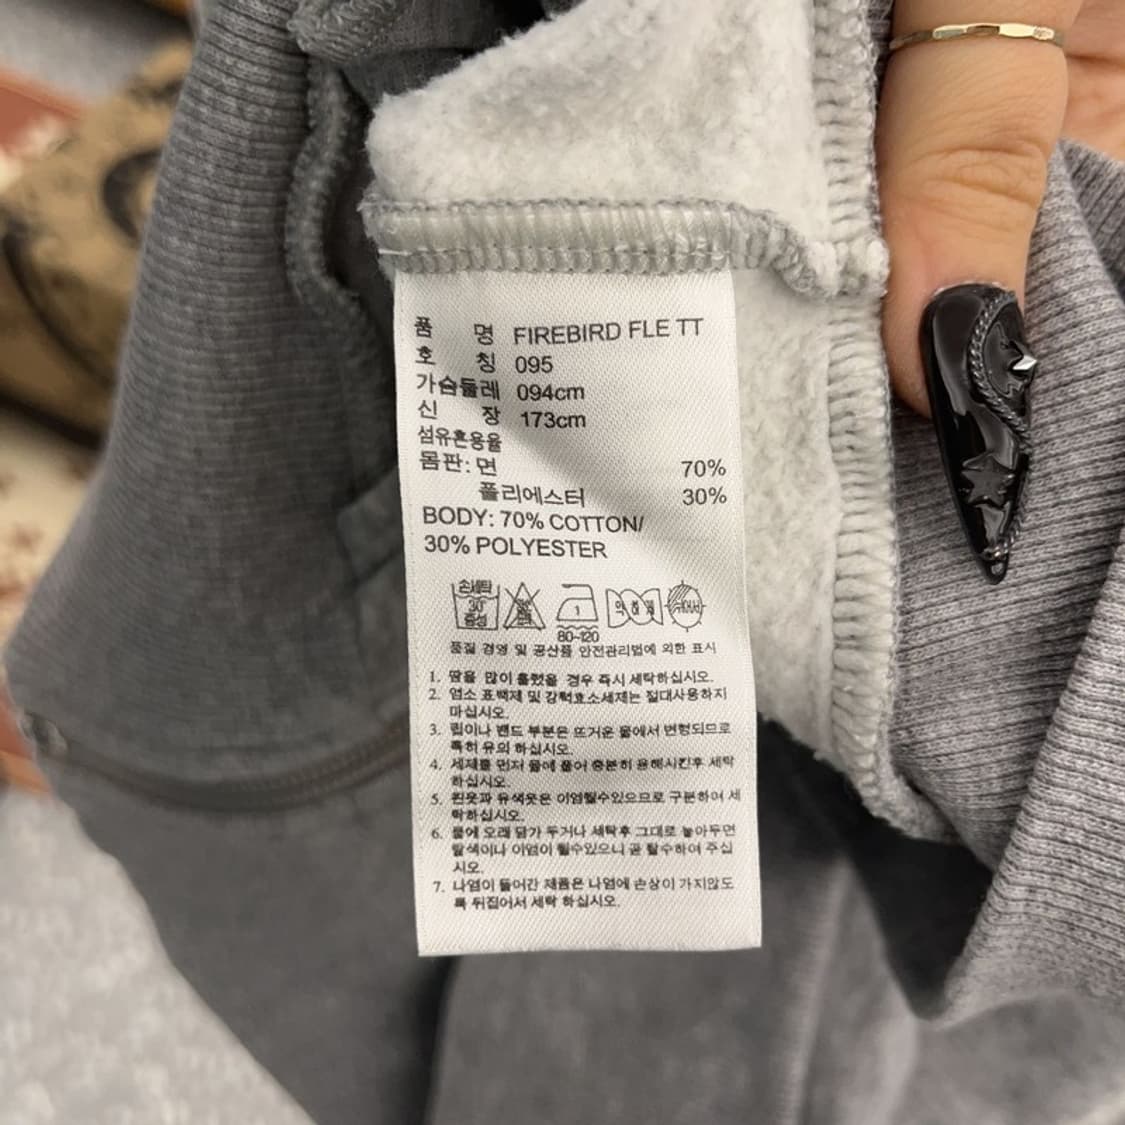 품 명 FIREBIRD FLE TT
호 칭 095
가슴둘레 094cm
신 장 173cm
섬유혼용율
몸판: 면 70%
폴리에스터 30%
BODY: 70% COTTON/
30% POLYESTER
손세탁
30°
중성
1
80~120
약 하 게
뉘어서
품질 경영 및 공산품 안전관리법에 의한 표시
1. 땀을 많이 흘렸을 경우 즉시 세탁하십시오.
2. 염소 표백제 및 강력효소세제는 절대사용하지
마십시오.
3. 립이나 밴드 부분은 뜨거운 물에서 변형되므로
특히 유의 하십시오.
4. 세제를 먼저 물에 풀어 충분히 용해시킨후 세탁
하십시오.
5. 흰옷과 유색옷은 이염될수있으므로 구분하여 세
탁하십시오.
6. 물에 오래 담가 두거나 세탁후 그대로 놓아두면
탈색이나 이염이 될수있으니 곧 탈수하여 주십
시오.
7. 나염이 들어간 제품은 나염에 손상이 가지않도
록 뒤집어서 세탁 하십시오.